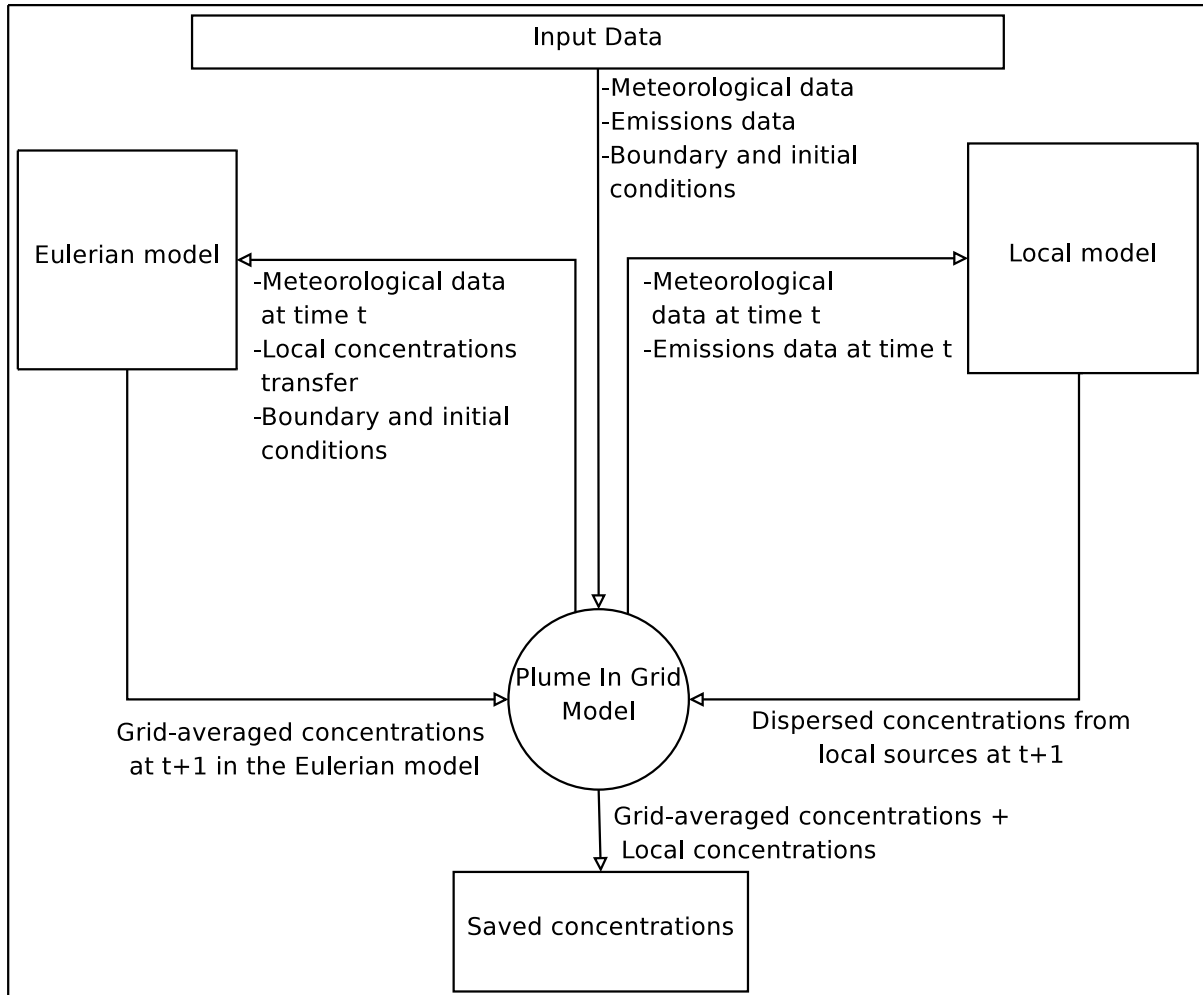 Input Data
-Meteorological data
-Emissions data
-Boundary and initial
conditions
Eulerian model
-Meteorological data
at time t
-Local concentrations
transfer
-Boundary and initial
conditions
-Meteorological
data at time t
-Emissions data at time t
Local model
Plume In Grid
Model
Grid-averaged concentrations
at t+1 in the Eulerian model
Dispersed concentrations from
local sources at t+1
Grid-averaged concentrations +
Local concentrations
Saved concentrations